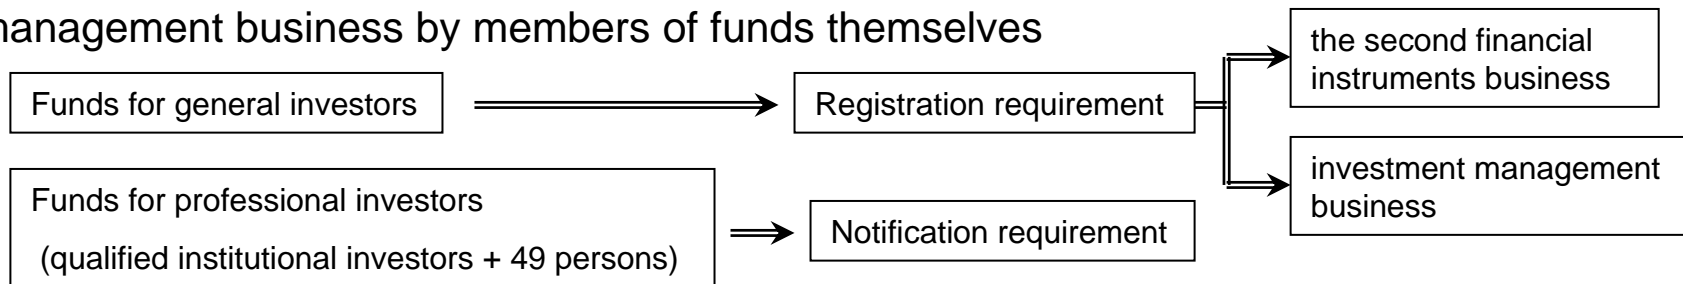 management business by members of funds themselves
Funds for general investors
Registration requirement
the second financial
instruments business
investment management
business
Funds for professional investors
(qualified institutional investors + 49 persons)
Notification requirement